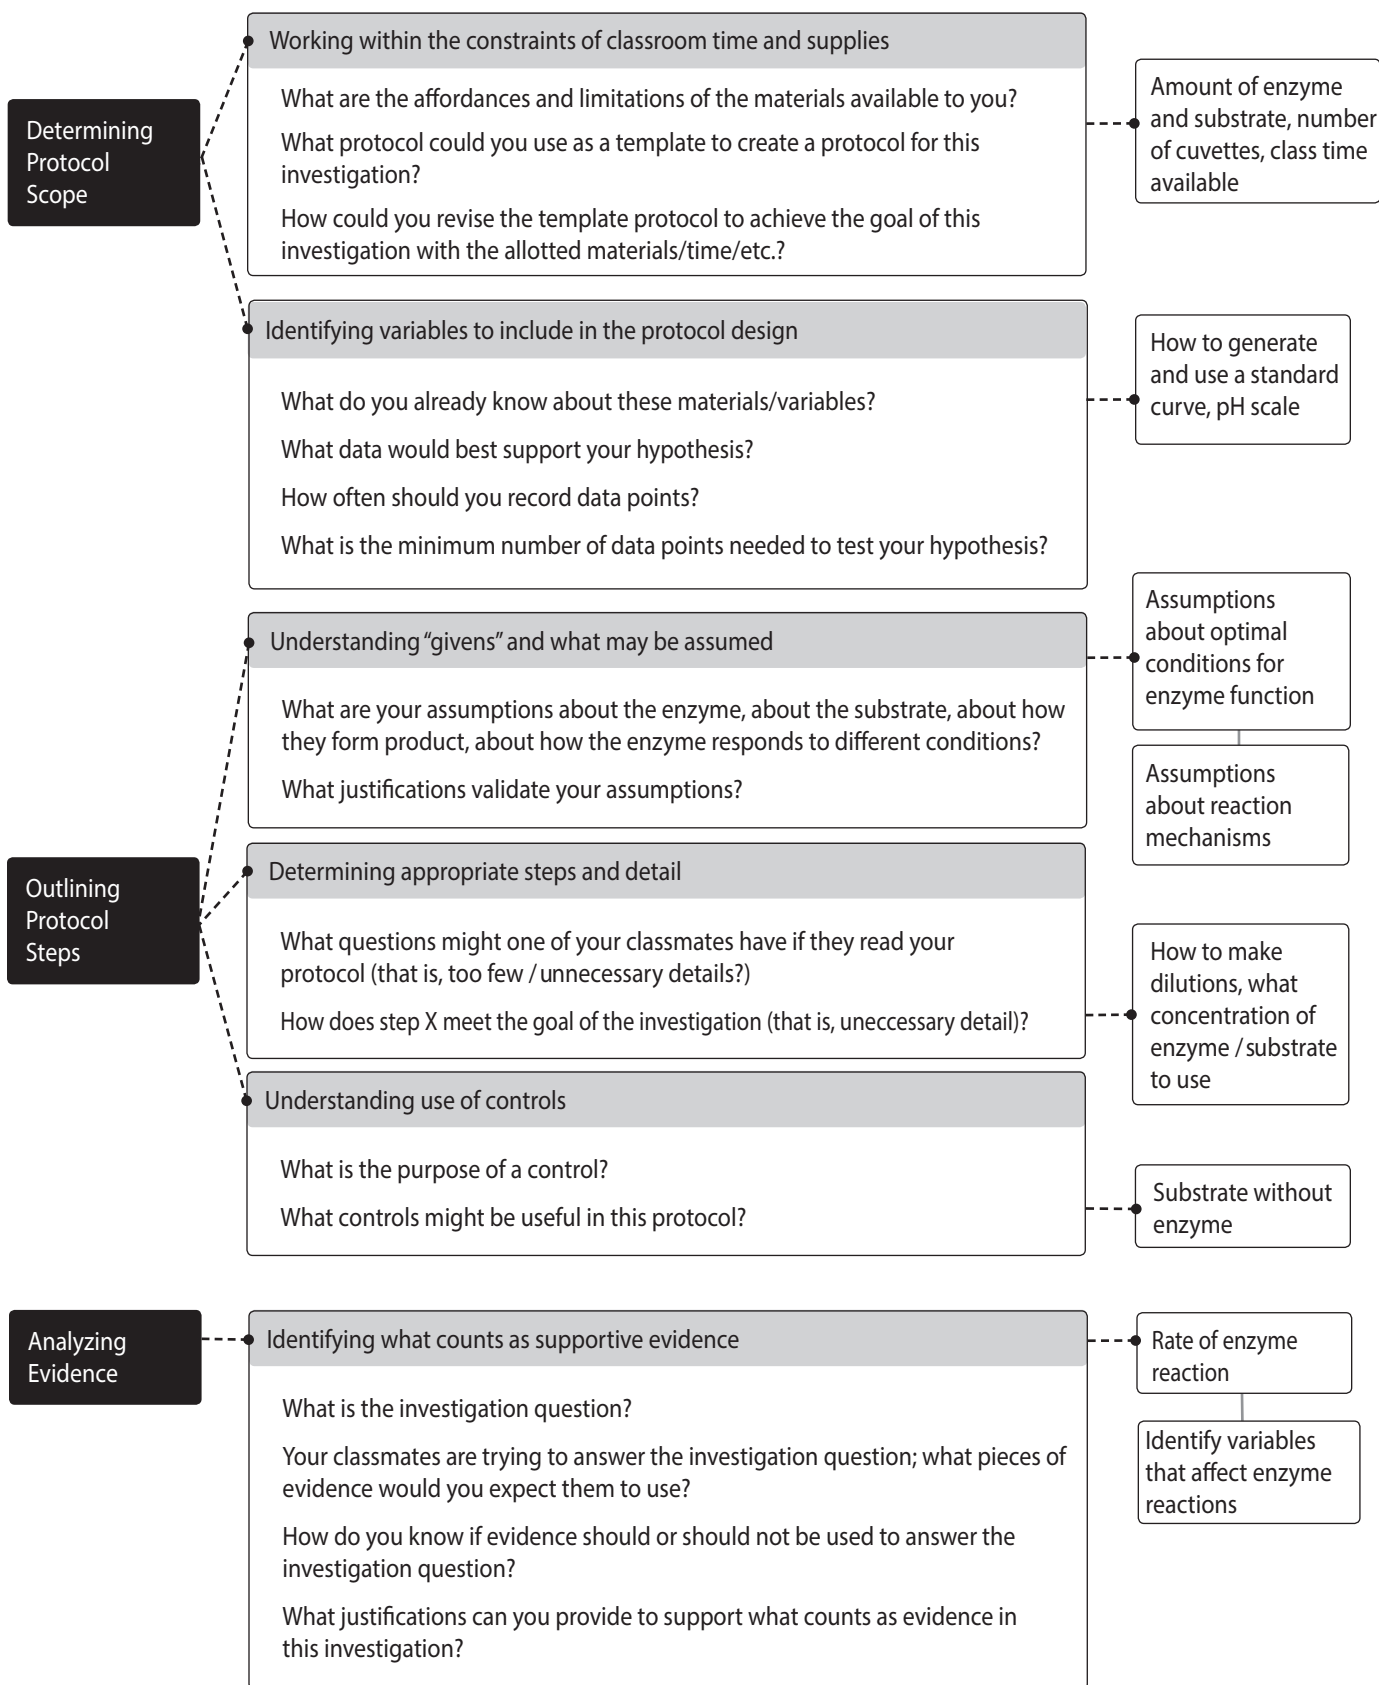 Determining
Protocol
Scope
Working within the constraints of classroom time and supplies
What are the affordances and limitations of the materials available to you?
What protocol could you use as a template to create a protocol for this
investigation?
How could you revise the template protocol to achieve the goal of this
investigation with the allotted materials/time/etc.?
Amount of enzyme
and substrate, number
of cuvettes, class time
available
Identifying variables to include in the protocol design
What do you already know about these materials/variables?
What data would best support your hypothesis?
How often should you record data points?
What is the minimum number of data points needed to test your hypothesis?
How to generate
and use a standard
curve, pH scale
Outlining
Protocol
Steps
Understanding “givens” and what may be assumed
What are your assumptions about the enzyme, about the substrate, about how
they form product, about how the enzyme responds to different conditions?
What justifications validate your assumptions?
Assumptions
about optimal
conditions for
enzyme function
Assumptions
about reaction
mechanisms
Determining appropriate steps and detail
What questions might one of your classmates have if they read your
protocol (that is, too few / unnecessary details?)
How does step X meet the goal of the investigation (that is, uneccessary detail)?
How to make
dilutions, what
concentration of
enzyme / substrate
to use
Understanding use of controls
What is the purpose of a control?
What controls might be useful in this protocol?
Substrate without
enzyme
Analyzing
Evidence
Identifying what counts as supportive evidence
What is the investigation question?
Your classmates are trying to answer the investigation question; what pieces of
evidence would you expect them to use?
How do you know if evidence should or should not be used to answer the
investigation question?
What justifications can you provide to support what counts as evidence in
this investigation?
Rate of enzyme
reaction
Identify variables
that affect enzyme
reactions